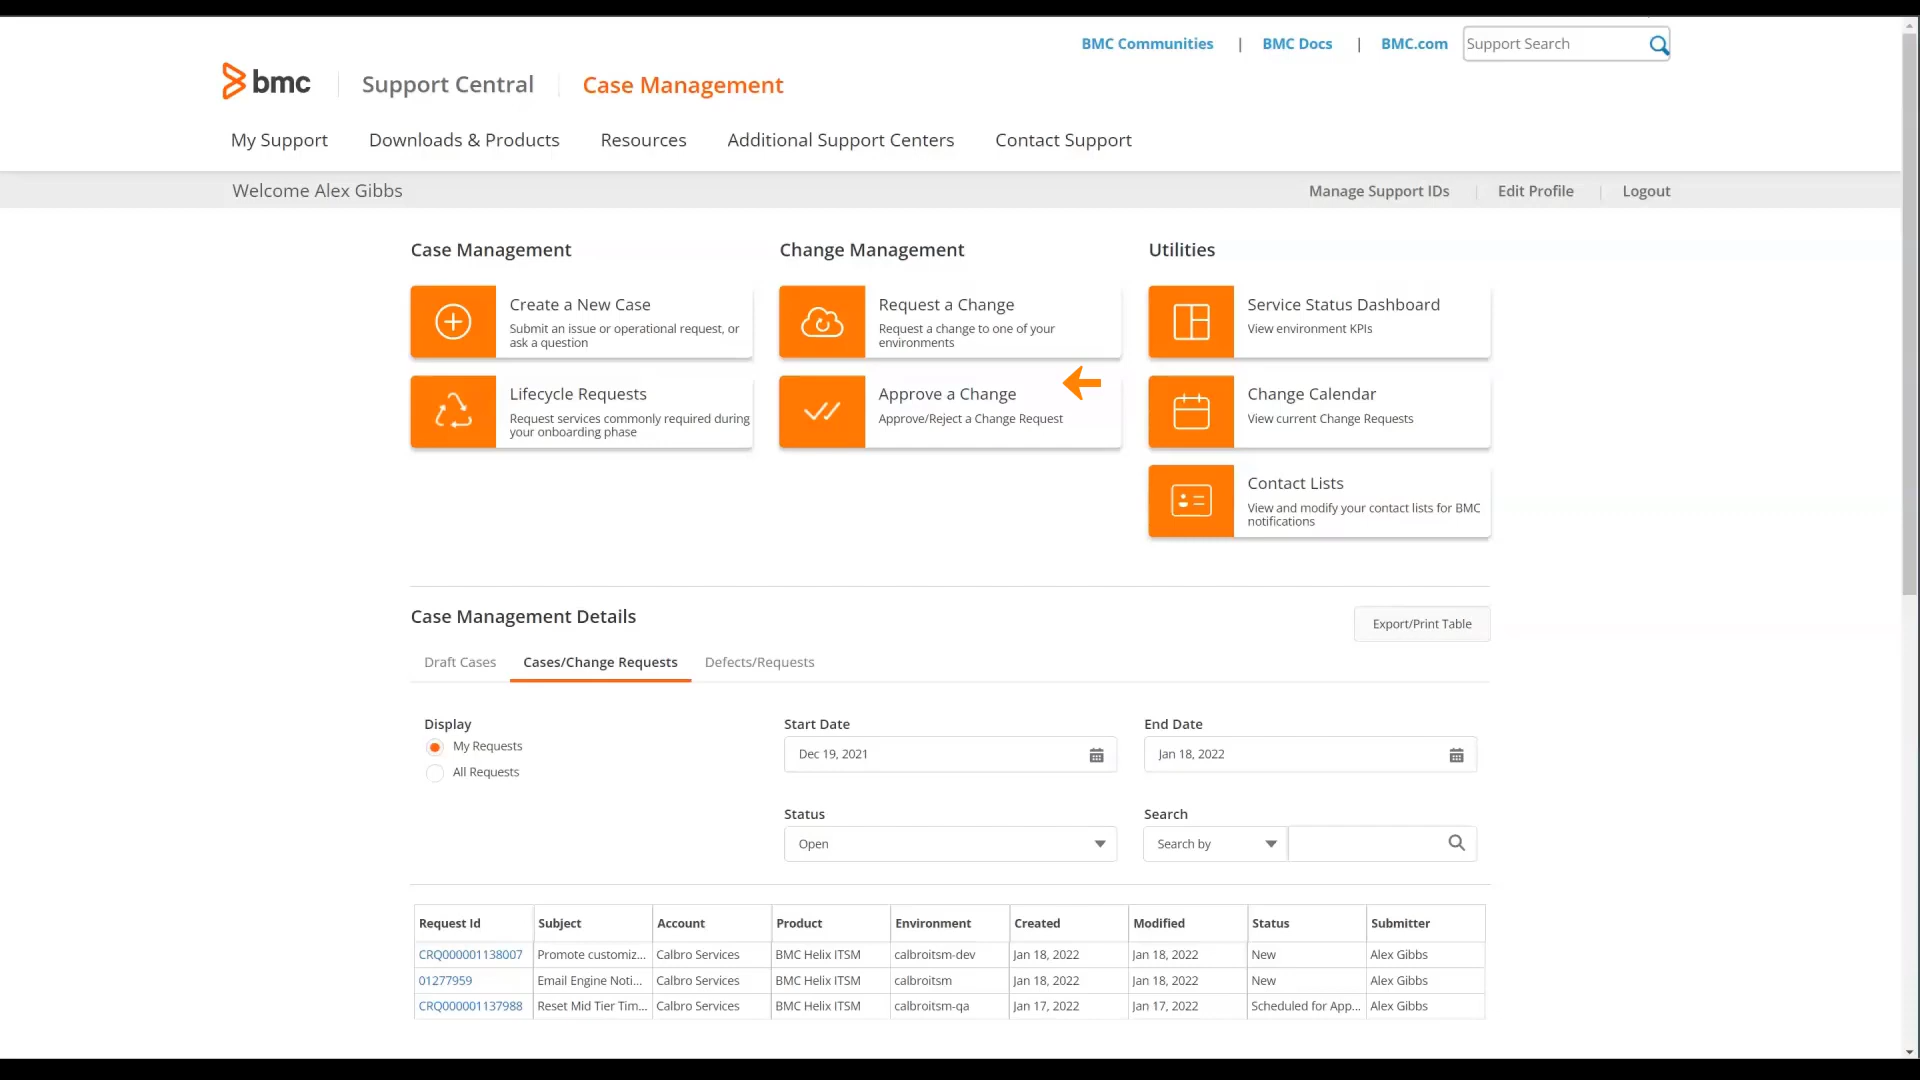 BMC Communities | BMC Docs | BMC.com Support Search
bmc Support Central Case Management
My Support Downloads & Products Resources Additional Support Centers Contact Support
Welcome Alex Gibbs Manage Support IDs | Edit Profile | Logout
Case Management
Create a New Case
Submit an issue or operational request, or
ask a question
Lifecycle Requests
Request services commonly required during
your onboarding phase
Change Management
Request a Change
Request a change to one of your
environments
Approve a Change
Approve/Reject a Change Request
Utilities
Service Status Dashboard
View environment KPIs
Change Calendar
View current Change Requests
Contact Lists
View and modify your contact lists for BMC
notifications
Case Management Details
Export/Print Table
Draft Cases Cases/Change Requests Defects/Requests
Display
My Requests
All Requests
Start Date
Dec 19, 2021
End Date
Jan 18, 2022
Status
Open
Search
Search by
Request Id Subject Account Product Environment Created Modified Status Submitter
CRQ000001138007 Promote customiz... Calbro Services BMC Helix ITSM calbroitsm-dev Jan 18, 2022 Jan 18, 2022 New Alex Gibbs
01277959 Email Engine Noti... Calbro Services BMC Helix ITSM calbroitsm Jan 18, 2022 Jan 18, 2022 New Alex Gibbs
CRQ000001137988 Reset Mid Tier Tim... Calbro Services BMC Helix ITSM calbroitsm-qa Jan 17, 2022 Jan 17, 2022 Scheduled for App... Alex Gibbs